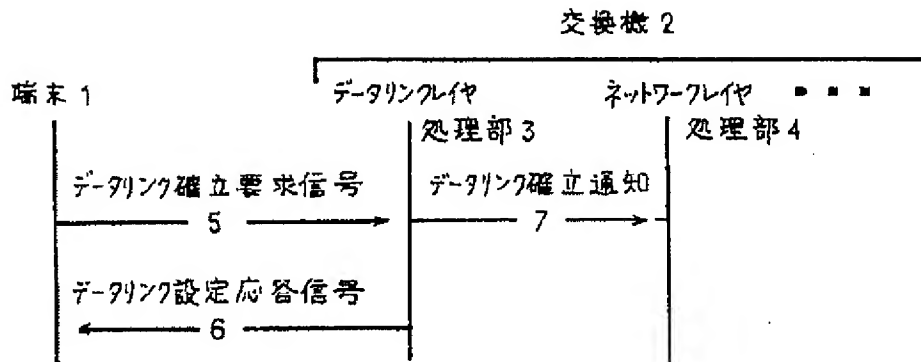 交換機 2
端末 1
データリンクレイヤ
処理部 3
ネットワークレイヤ
処理部 4
データリンク確立要求信号
5
データリンク確立通知
7
データリンク設定応答信号
6